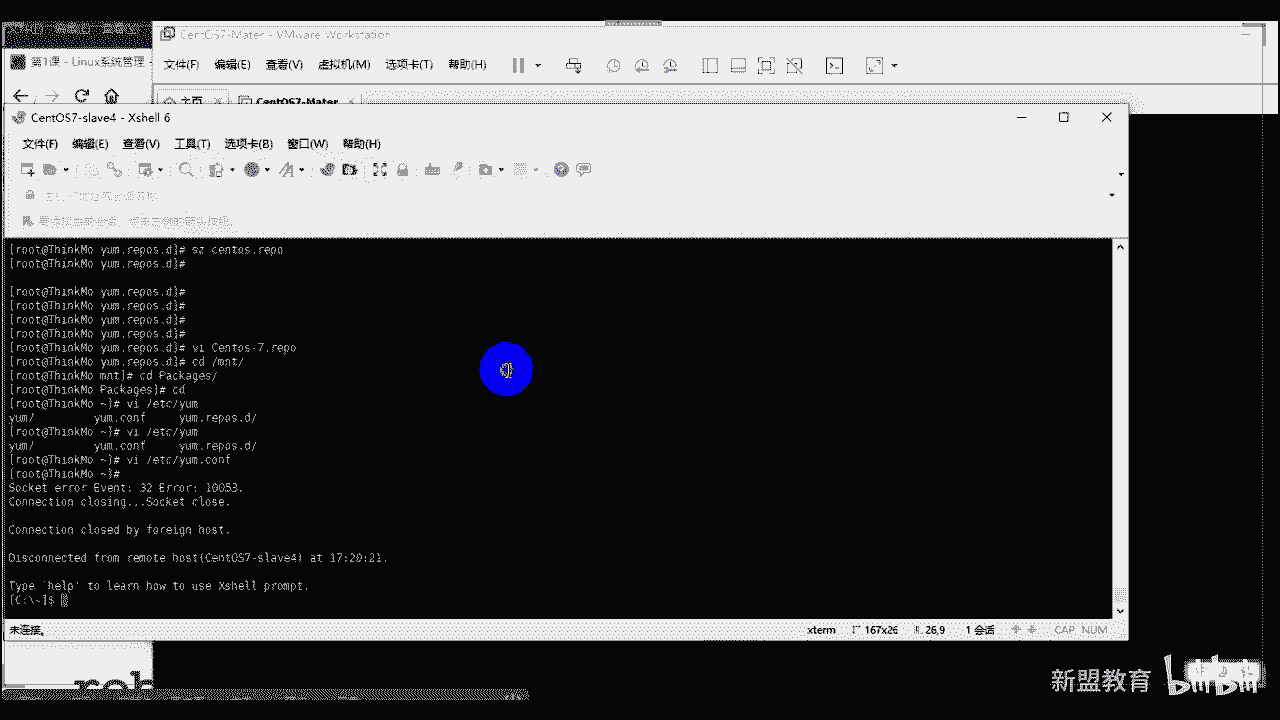 CentOS7-Mater - VMware Workstation
第1课 - Linux系统管理
文件(F) 编辑(E) 查看(V) 虚拟机(M) 选项卡(T) 帮助(H)
主页 CentOS7-Mater
CentOS7-slave4 - Xshell 6
文件(F) 编辑(E) 查看(V) 工具(T) 选项卡(B) 窗口(W) 帮助(H)
[root@ThinkMo yum.repos.d]# sz centos.repo
[root@ThinkMo yum.repos.d]#
[root@ThinkMo yum.repos.d]#
[root@ThinkMo yum.repos.d]#
[root@ThinkMo yum.repos.d]#
[root@ThinkMo yum.repos.d]#
[root@ThinkMo yum.repos.d]# vi Centos-7.repo
[root@ThinkMo yum.repos.d]# cd /mnt/
[root@ThinkMo mnt]# cd Packages/
[root@ThinkMo Packages]# cd
[root@ThinkMo ~]# vi /etc/yum
yum/ yum.conf yum.repos.d/
[root@ThinkMo ~]# vi /etc/yum
yum/ yum.conf yum.repos.d/
[root@ThinkMo ~]# vi /etc/yum.conf
[root@ThinkMo ~]#
Socket error Event: 32 Error: 10053.
Connection closing...Socket close.
Connection closed by foreign host.
Disconnected from remote host(CentOS7-slave4) at 17:20:21.
Type `help' to learn how to use Xshell prompt.
[C:\~]$
未连接。 xterm 167x26 26,9 1 会话 CAP NUM
新盟教育 bilibili